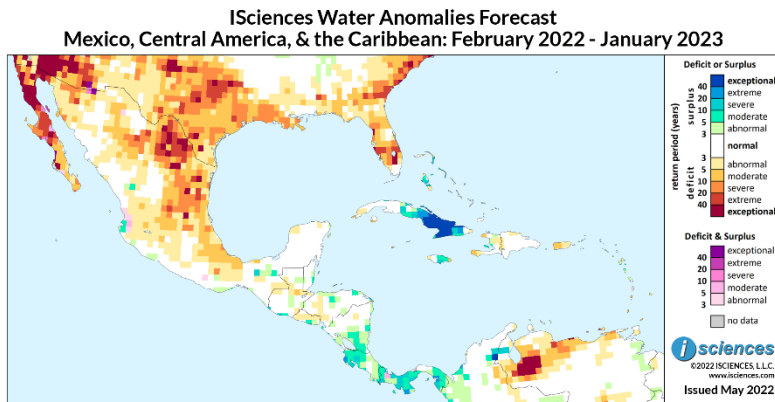 ISciences Water Anomalies Forecast
Mexico, Central America, & the Caribbean: February 2022 - January 2023
Deficit or Surplus
exceptional
40
extreme
20
severe
10
moderate
5
abnormal
3
normal
3
abnormal
5
moderate
10
severe
20
extreme
40
exceptional
return period (years)
surplus
deficit
Deficit & Surplus
exceptional
40
extreme
20
severe
10
moderate
5
abnormal
3
no data
i sciences
©2022 ISCIENCES, L.L.C.
www.isciences.com
Issued May 2022